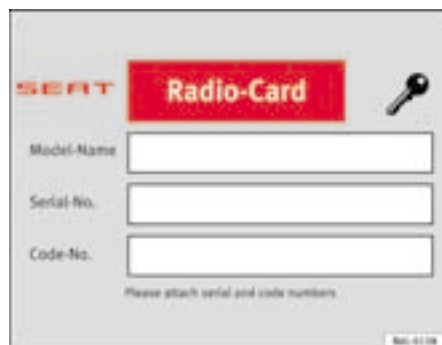 SEAT
Radio-Card
Model-Name
Serial-No.
Code-No.
Please attach serial and code numbers